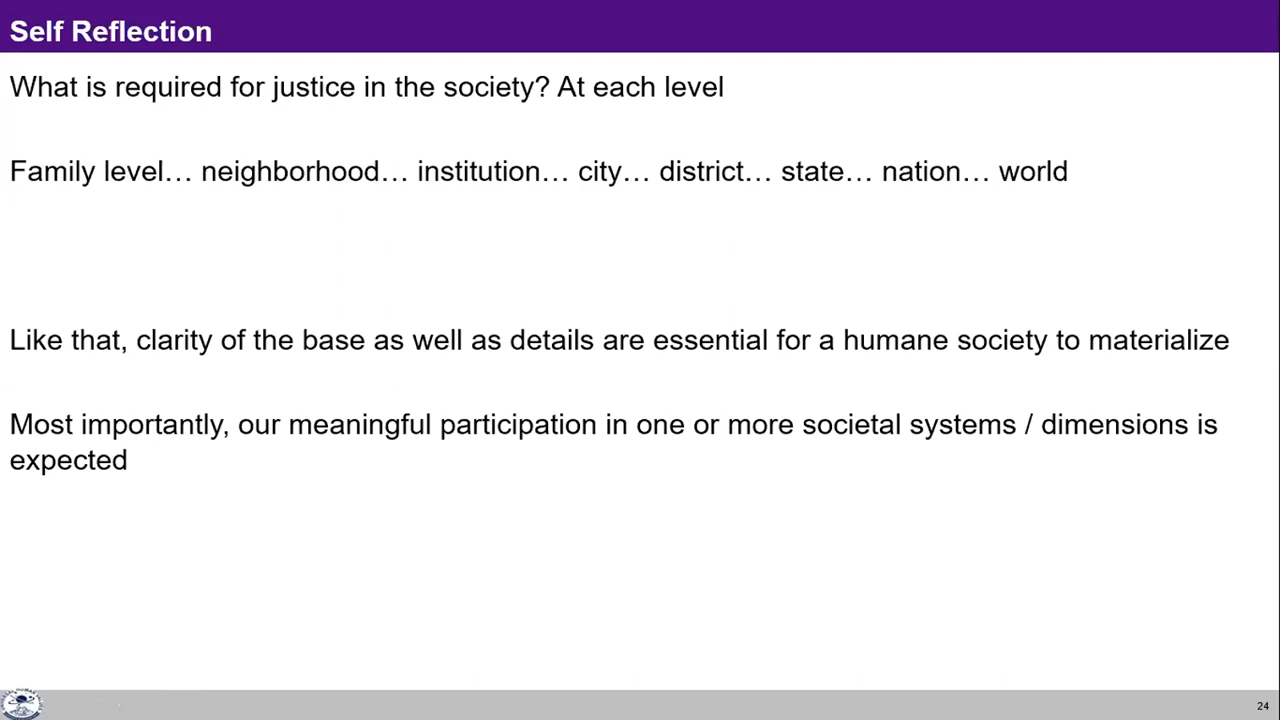 Self Reflection
What is required for justice in the society? At each level
Family level… neighborhood… institution… city… district… state… nation… world
Like that, clarity of the base as well as details are essential for a humane society to materialize
Most importantly, our meaningful participation in one or more societal systems / dimensions is
expected
24